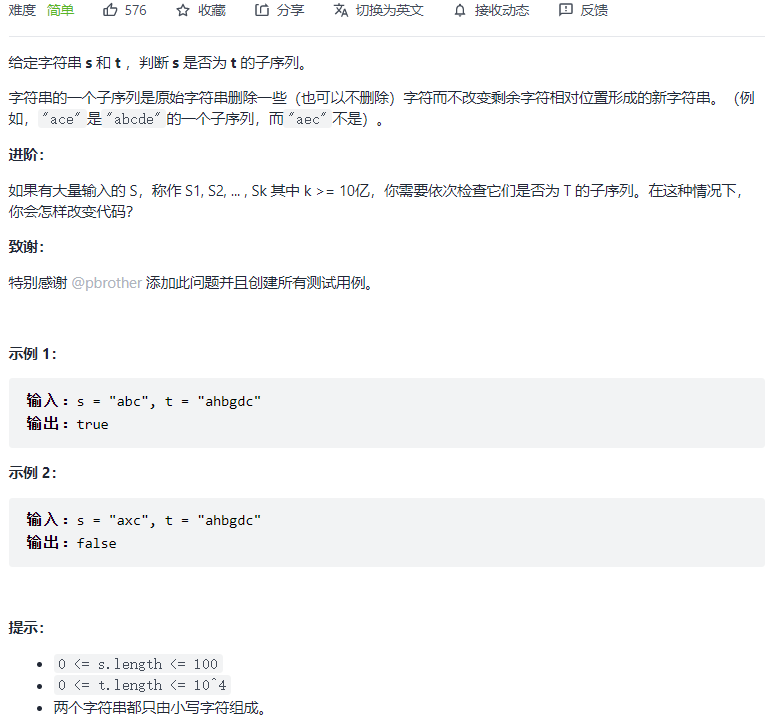 难度 简单 576 收藏 分享 切换为英文 接收动态 反馈
给定字符串 s 和 t ，判断 s 是否为 t 的子序列。
字符串的一个子序列是原始字符串删除一些（也可以不删除）字符而不改变剩余字符相对位置形成的新字符串。（例
如，"ace"是"abcde"的一个子序列，而"aec"不是）。
进阶：
如果有大量输入的 S，称作 S1, S2, ... , Sk 其中 k >= 10亿，你需要依次检查它们是否为 T 的子序列。在这种情况下，
你会怎样改变代码？
致谢：
特别感谢 @pbrother 添加此问题并且创建所有测试用例。
示例 1：
输入：s = "abc", t = "ahbgdc"
输出：true
示例 2：
输入：s = "axc", t = "ahbgdc"
输出：false
提示：
• 0 <= s.length <= 100
• 0 <= t.length <= 10^4
• 两个字符串都只由小写字符组成。